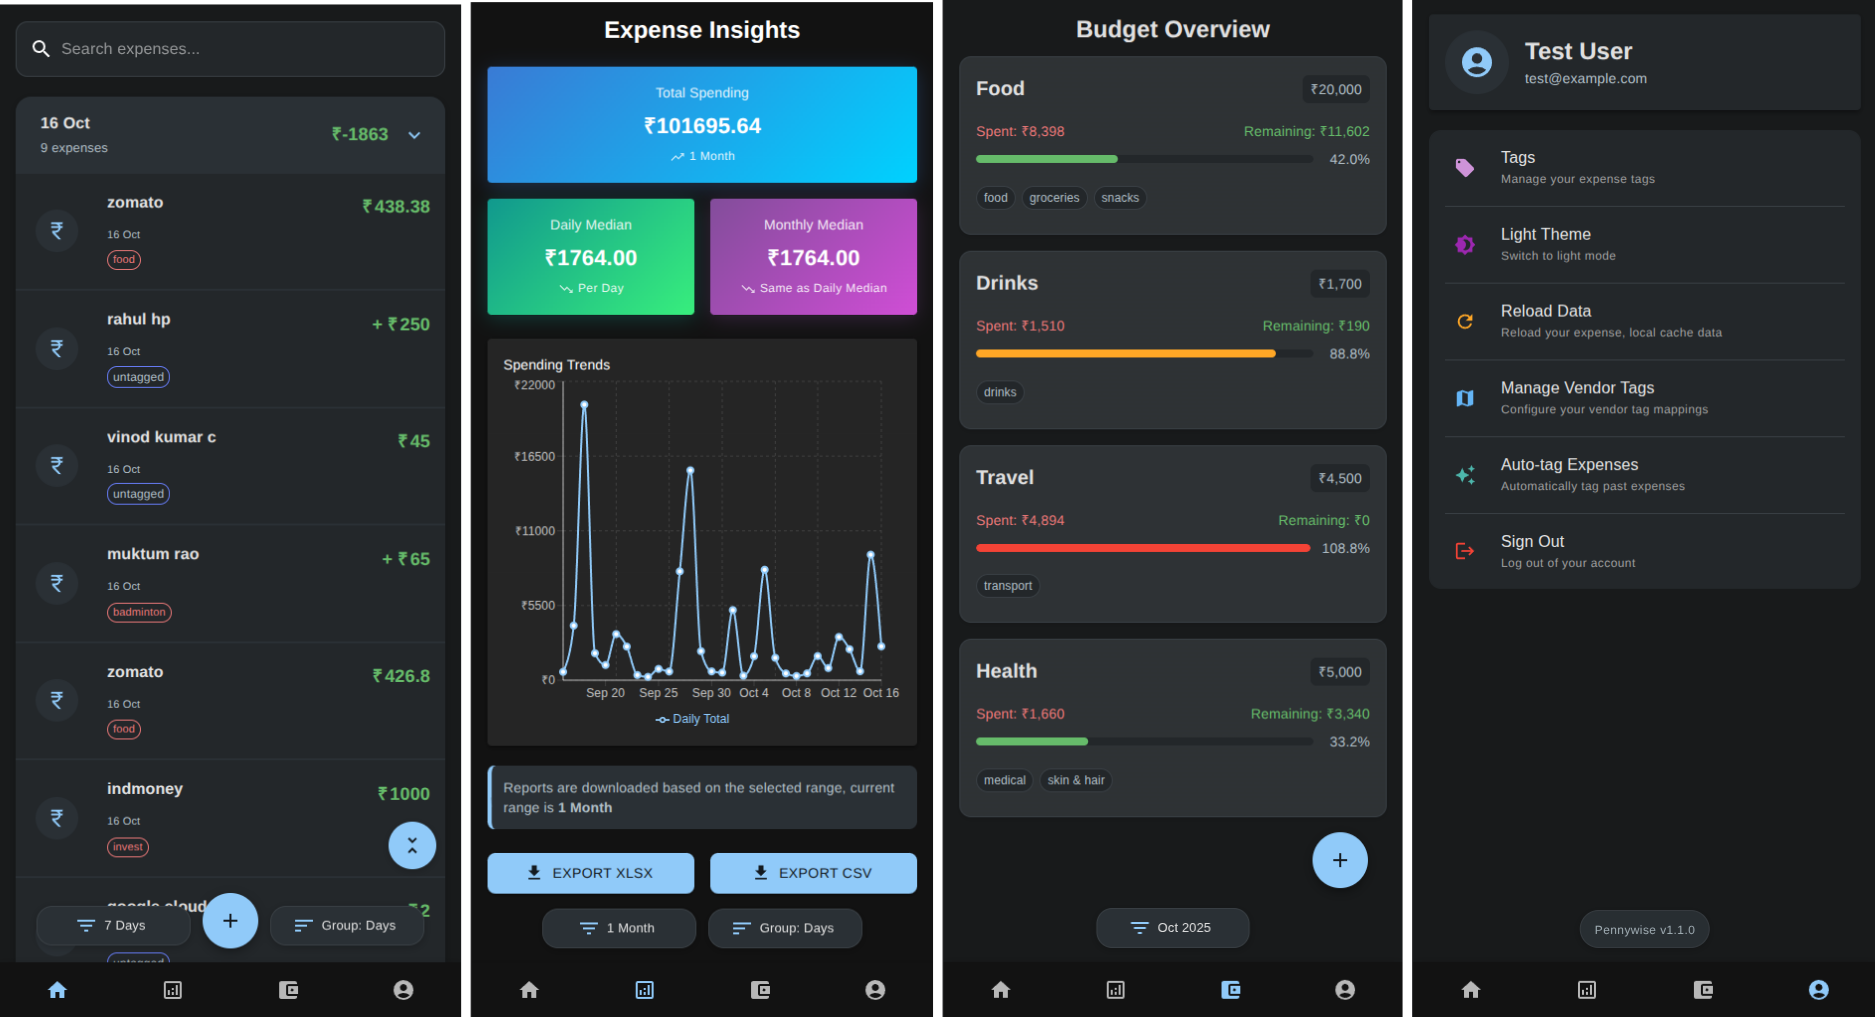 Search expenses...
16 Oct
₹-1863
9 expenses
zomato
₹438.38
16 Oct
food
rahul hp
+ ₹250
16 Oct
untagged
vinod kumar c
₹45
16 Oct
untagged
muktum rao
+ ₹65
16 Oct
badminton
zomato
₹426.8
16 Oct
food
indmoney
₹1000
16 Oct
invest
google cloud
₹2
7 Days
+
Group: Days
untagged
Expense Insights
Total Spending
₹101695.64
1 Month
Daily Median
₹1764.00
Per Day
Monthly Median
₹1764.00
Same as Daily Median
Spending Trends
₹22000
₹16500
₹11000
₹5500
₹0
Sep 20 Sep 25 Sep 30 Oct 4 Oct 8 Oct 12 Oct 16
Daily Total
Reports are downloaded based on the selected range, current
range is 1 Month
EXPORT XLSX
EXPORT CSV
1 Month
Group: Days
Budget Overview
Food
₹20,000
Spent: ₹8,398
Remaining: ₹11,602
42.0%
food groceries snacks
Drinks
₹1,700
Spent: ₹1,510
Remaining: ₹190
88.8%
drinks
Travel
₹4,500
Spent: ₹4,894
Remaining: ₹0
108.8%
transport
Health
₹5,000
Spent: ₹1,660
Remaining: ₹3,340
33.2%
medical skin & hair
+
Oct 2025
Test User
test@example.com
Tags
Manage your expense tags
Light Theme
Switch to light mode
Reload Data
Reload your expense, local cache data
Manage Vendor Tags
Configure your vendor tag mappings
Auto-tag Expenses
Automatically tag past expenses
Sign Out
Log out of your account
Pennywise v1.1.0